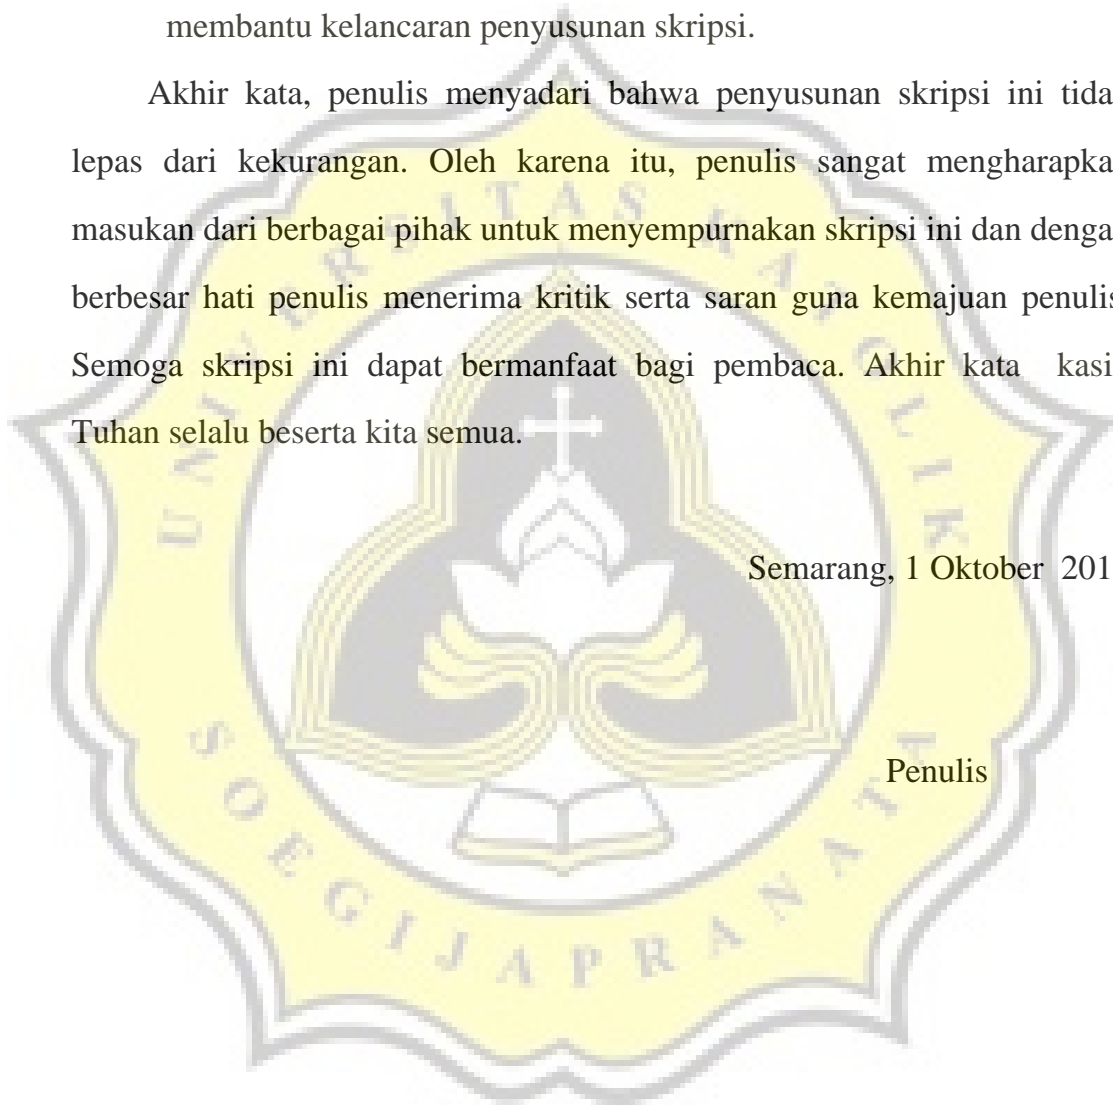 membantu kelancaran penyusunan skripsi.
Akhir kata, penulis menyadari bahwa penyusunan skripsi ini tida
lepas dari kekurangan. Oleh karena itu, penulis sangat mengharapka
masukan dari berbagai pihak untuk menyempurnakan skripsi ini dan denga
berbesar hati penulis menerima kritik serta saran guna kemajuan penulis
Semoga skripsi ini dapat bermanfaat bagi pembaca. Akhir kata kasi
Tuhan selalu beserta kita semua.
Semarang, 1 Oktober 201
Penulis
UNIVERSITAS KATOLIK
SOEGIJAPRANATA